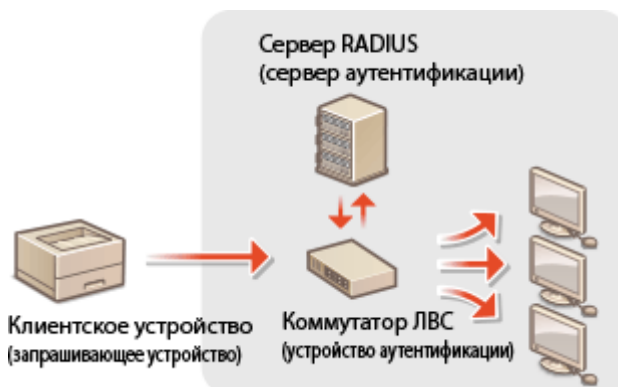 Сервер RADIUS
(сервер аутентификации)
Клиентское устройство
(запрашивающее устройство)
Коммутатор ЛВС
(устройство аутентификации)